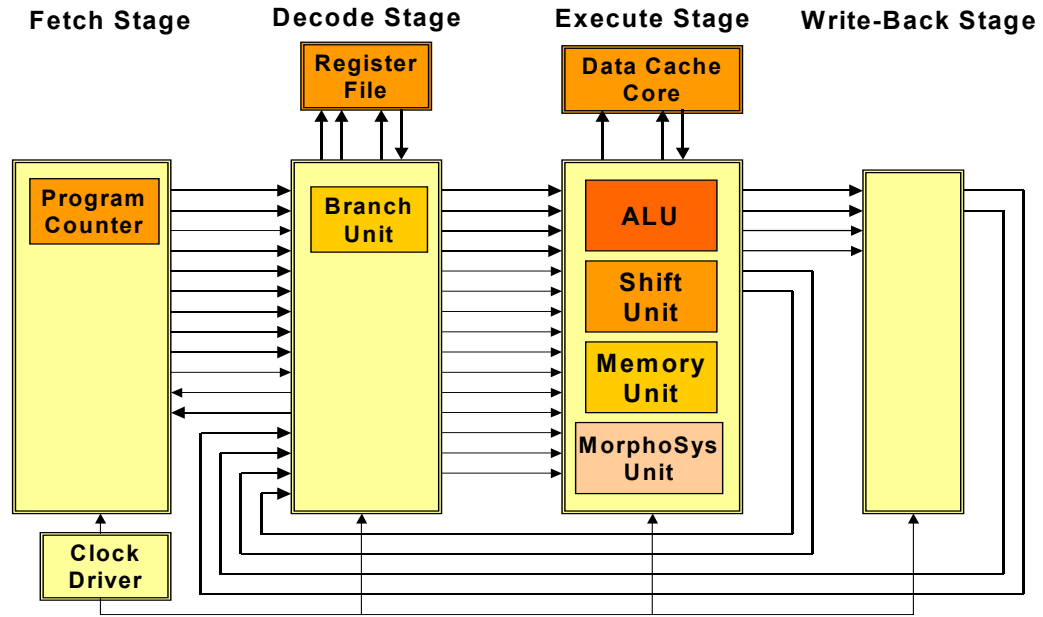 Fetch Stage
Decode Stage
Execute Stage
Write-Back Stage
Register
File
Data Cache
Core
Program
Counter
Branch
Unit
ALU
Shift
Unit
Memory
Unit
MorphoSys
Unit
Clock
Driver